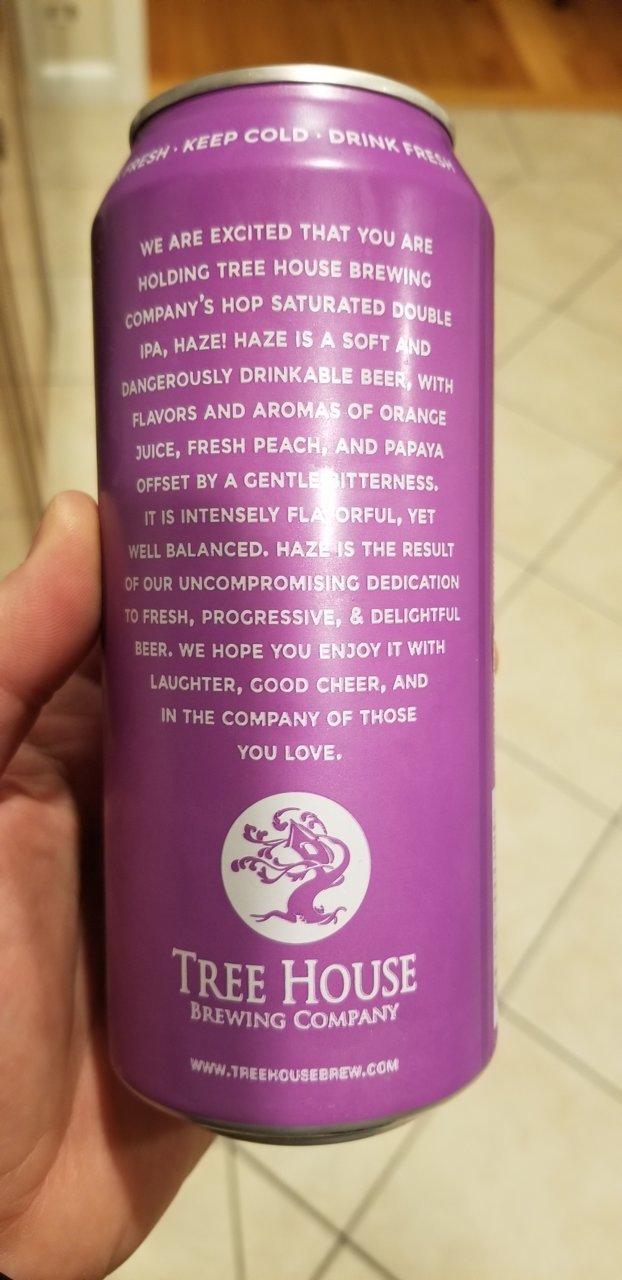 FRESH · KEEP COLD · DRINK FRESH
WE ARE EXCITED THAT YOU ARE
HOLDING TREE HOUSE BREWING
COMPANY'S HOP SATURATED DOUBLE
IPA, HAZE! HAZE IS A SOFT AND
DANGEROUSLY DRINKABLE BEER, WITH
FLAVORS AND AROMAS OF ORANGE
JUICE, FRESH PEACH, AND PAPAYA
OFFSET BY A GENTLE BITTERNESS.
IT IS INTENSELY FLAVORFUL, YET
WELL BALANCED. HAZE IS THE RESULT
OF OUR UNCOMPROMISING DEDICATION
TO FRESH, PROGRESSIVE, & DELIGHTFUL
BEER. WE HOPE YOU ENJOY IT WITH
LAUGHTER, GOOD CHEER, AND
IN THE COMPANY OF THOSE
YOU LOVE.
TREE HOUSE
BREWING COMPANY
WWW.TREEHOUSEBREW.COM